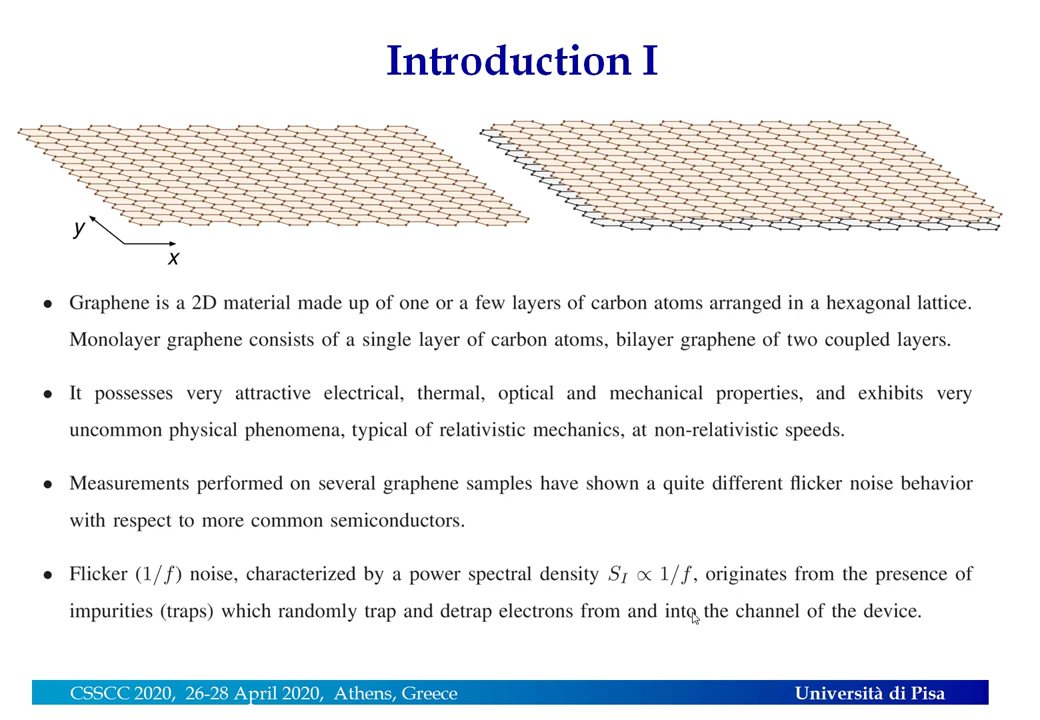 Introduction I
y
x
• Graphene is a 2D material made up of one or a few layers of carbon atoms arranged in a hexagonal lattice.
Monolayer graphene consists of a single layer of carbon atoms, bilayer graphene of two coupled layers.
• It possesses very attractive electrical, thermal, optical and mechanical properties, and exhibits very
uncommon physical phenomena, typical of relativistic mechanics, at non-relativistic speeds.
• Measurements performed on several graphene samples have shown a quite different flicker noise behavior
with respect to more common semiconductors.
• Flicker (1/f) noise, characterized by a power spectral density S_I ∝ 1/f, originates from the presence of
impurities (traps) which randomly trap and detrap electrons from and into the channel of the device.
CSSCC 2020, 26-28 April 2020, Athens, Greece
Università di Pisa